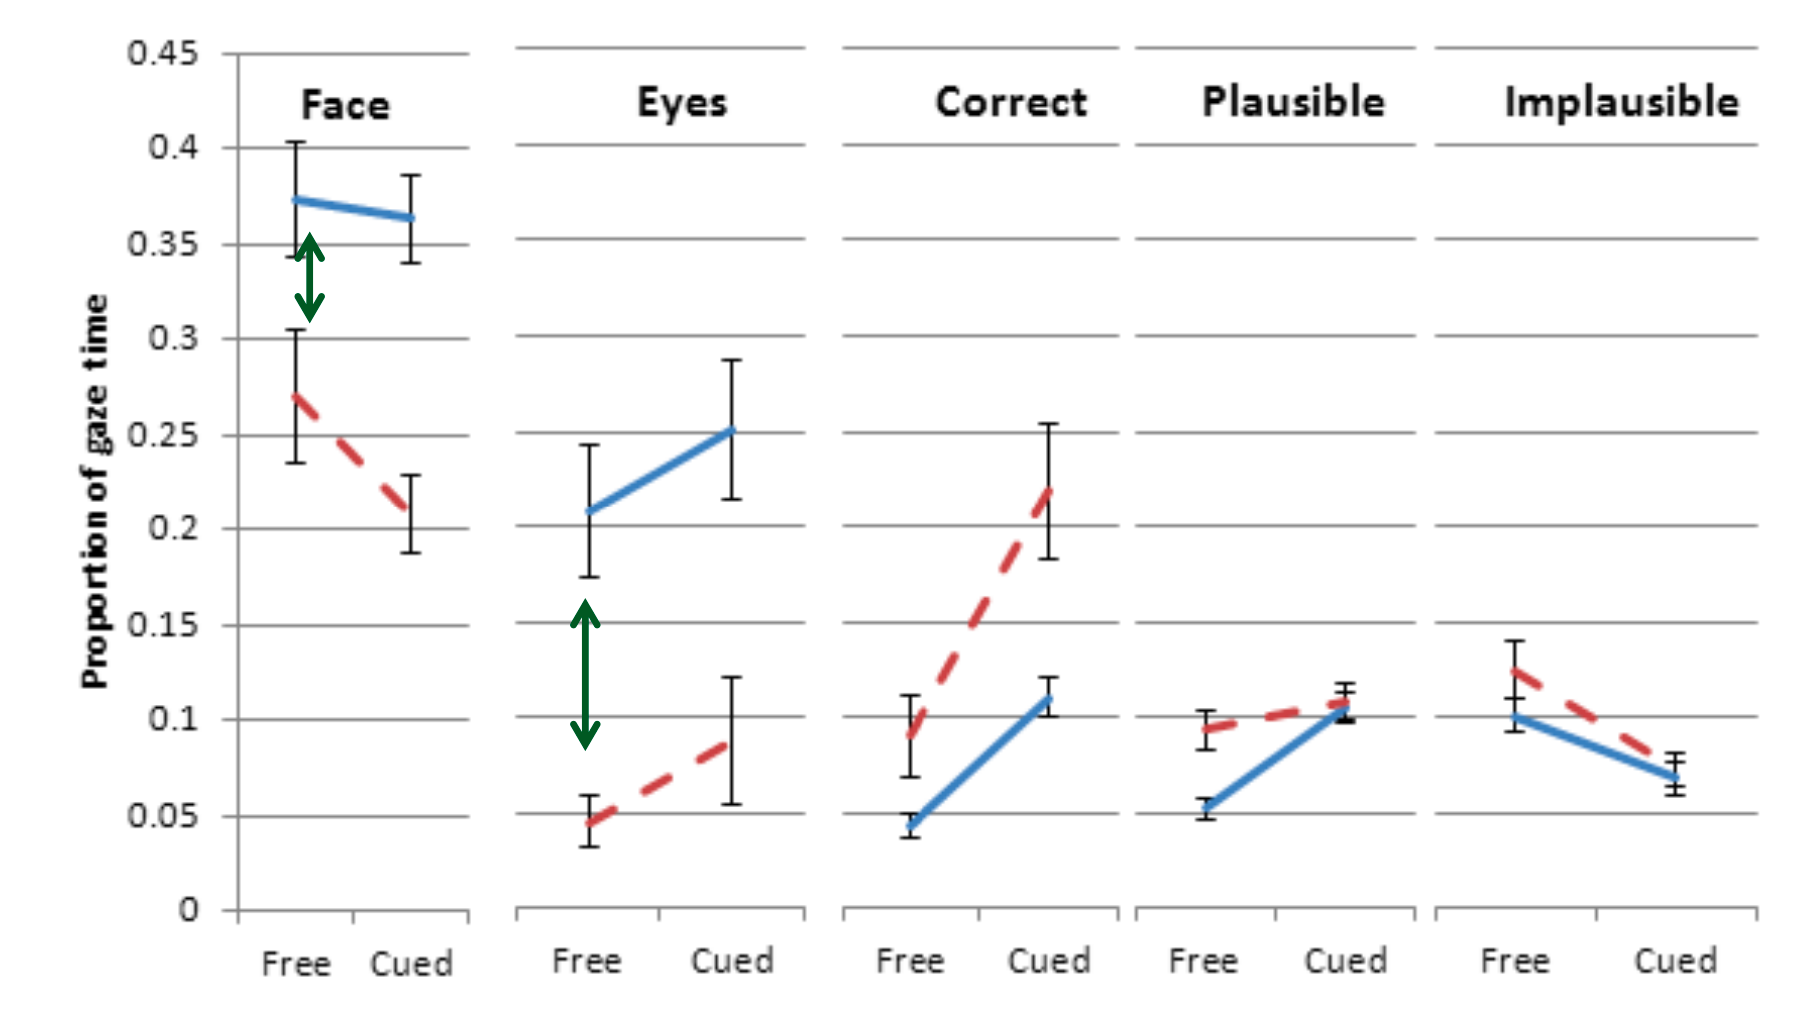 Proportion of gaze time
0.45
0.4
0.35
0.3
0.25
0.2
0.15
0.1
0.05
0
Face
Eyes
Correct
Plausible
Implausible
Free Cued
Free Cued
Free Cued
Free Cued
Free Cued